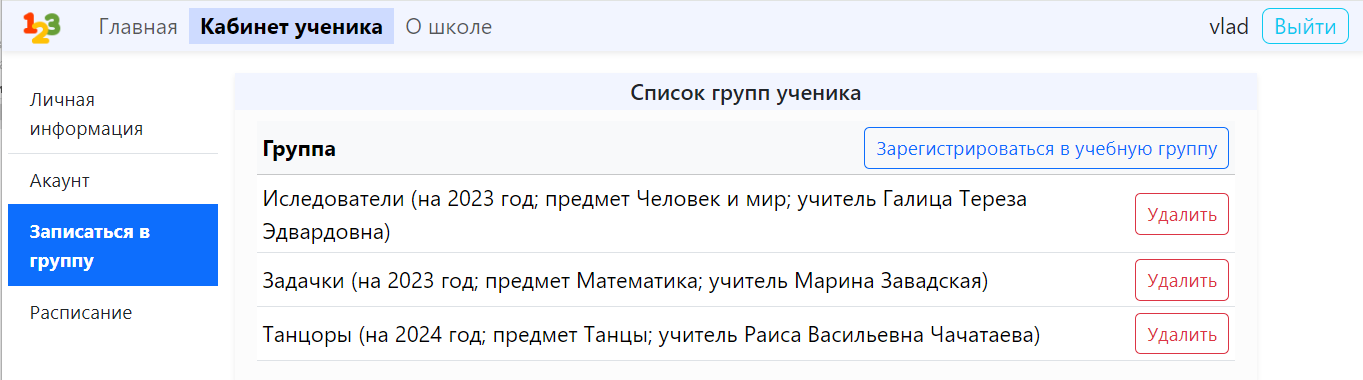 123
Главная Кабинет ученика О школе vlad Выйти
Личная
информация
Акаунт
Записаться в
группу
Расписание
Список групп ученика
Группа Зарегистрироваться в учебную группу
Иследователи (на 2023 год; предмет Человек и мир; учитель Галица Тереза
Эдвардовна) Удалить
Задачки (на 2023 год; предмет Математика; учитель Марина Завадская) Удалить
Танцоры (на 2024 год; предмет Танцы; учитель Раиса Васильевна Чачатаева) Удалить